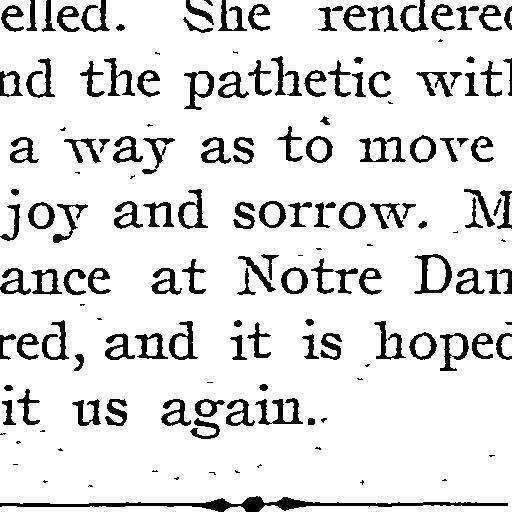 elled. She rendered
nd the pathetic with
a way as to move
joy and sorrow. M
ance at Notre Dam
red, and it is hoped
it us again.